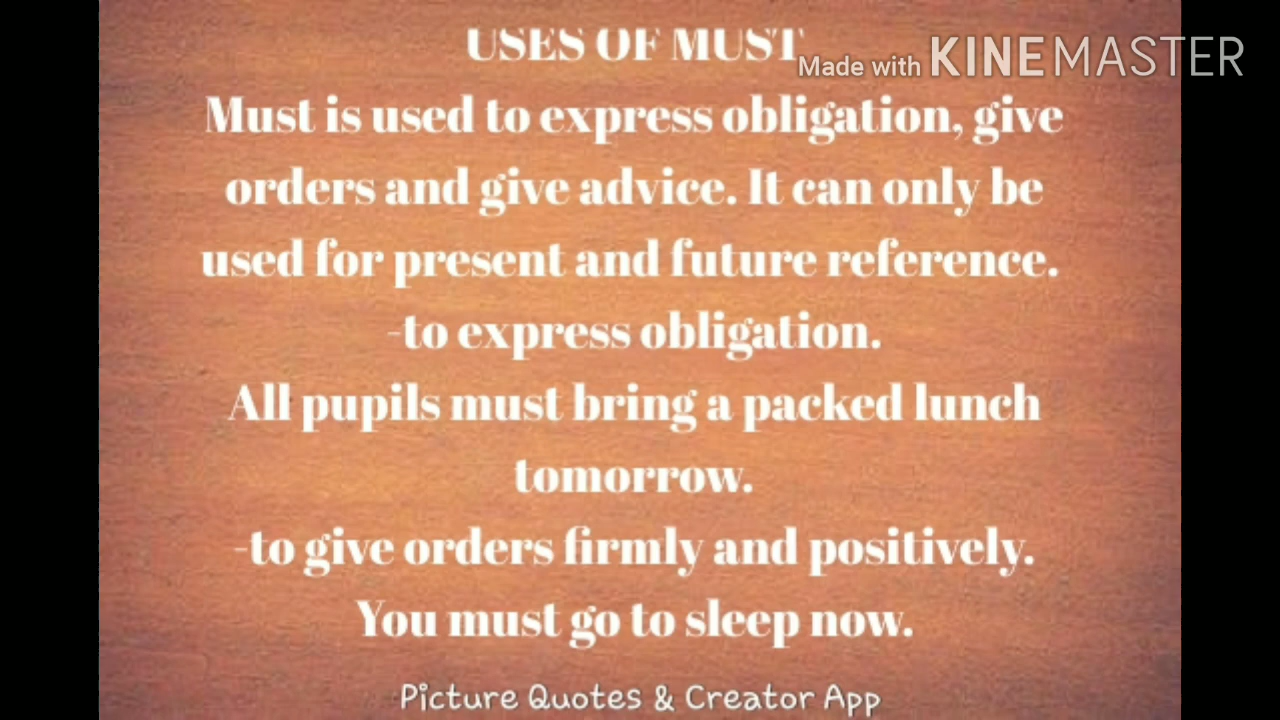 USES OF MUST
Made with KINEMASTER
Must is used to express obligation, give
orders and give advice. It can only be
used for present and future reference.
-to express obligation.
All pupils must bring a packed lunch
tomorrow.
-to give orders firmly and positively.
You must go to sleep now.
Picture Quotes & Creator App